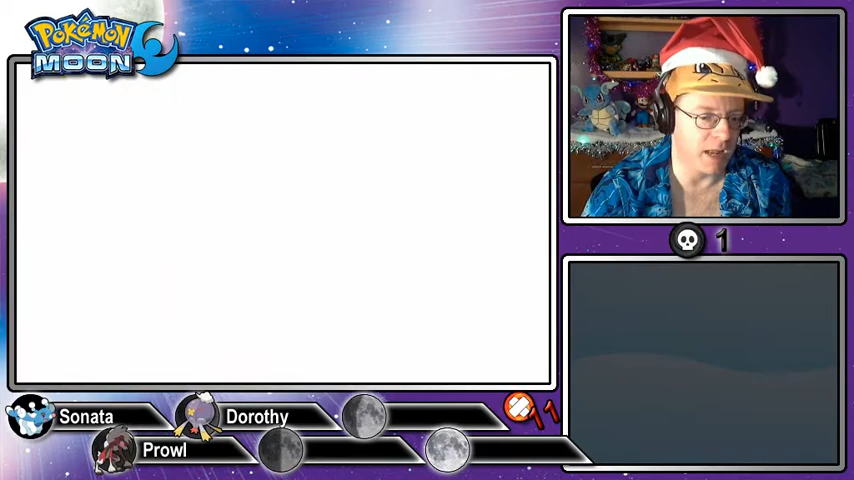 POKéMON
MOON
1
Sonata
Dorothy
11
Prowl